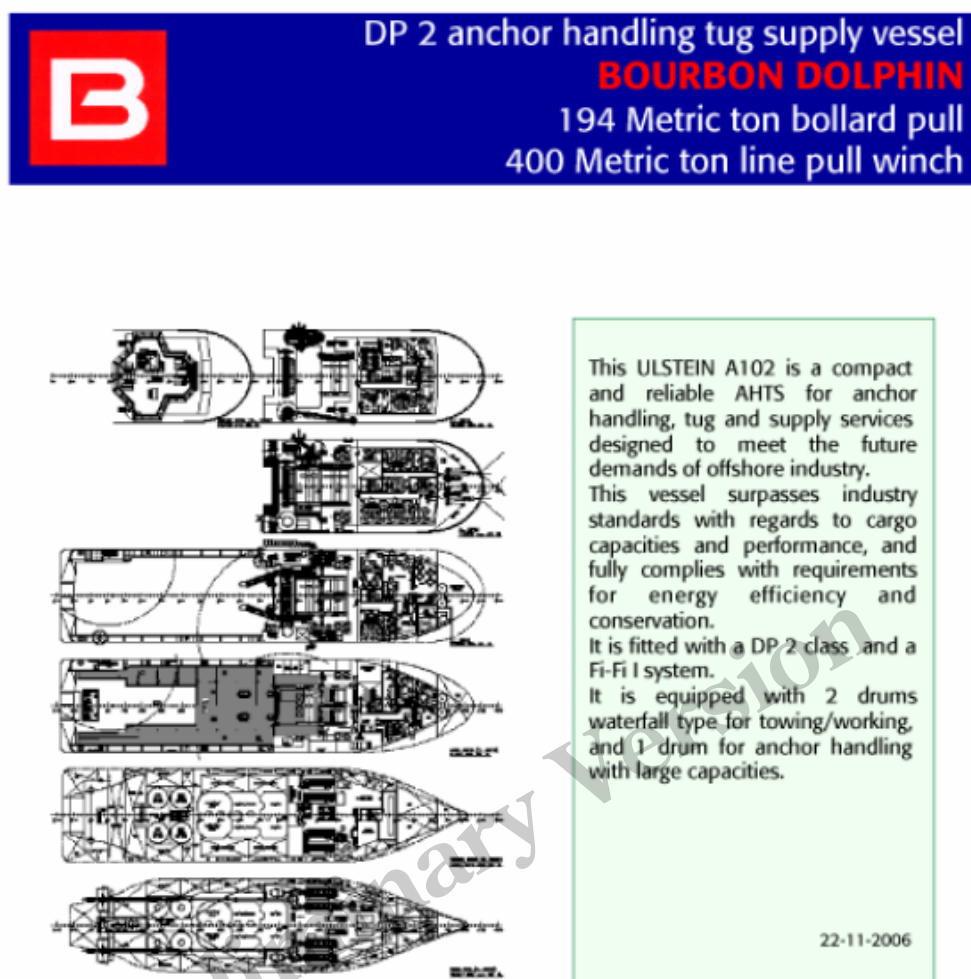 DP 2 anchor handling tug supply vessel
BOURBON DOLPHIN
194 Metric ton bollard pull
400 Metric ton line pull winch
B
This ULSTEIN A102 is a compact
and reliable AHTS for anchor
handling, tug and supply services
designed to meet the future
demands of offshore industry.
This vessel surpasses industry
standards with regards to cargo
capacities and performance, and
fully complies with requirements
for energy efficiency and
conservation.
It is fitted with a DP 2 class and a
Fi-Fi I system.
It is equipped with 2 drums
waterfall type for towing/working,
and 1 drum for anchor handling
with large capacities.
22-11-2006
Version